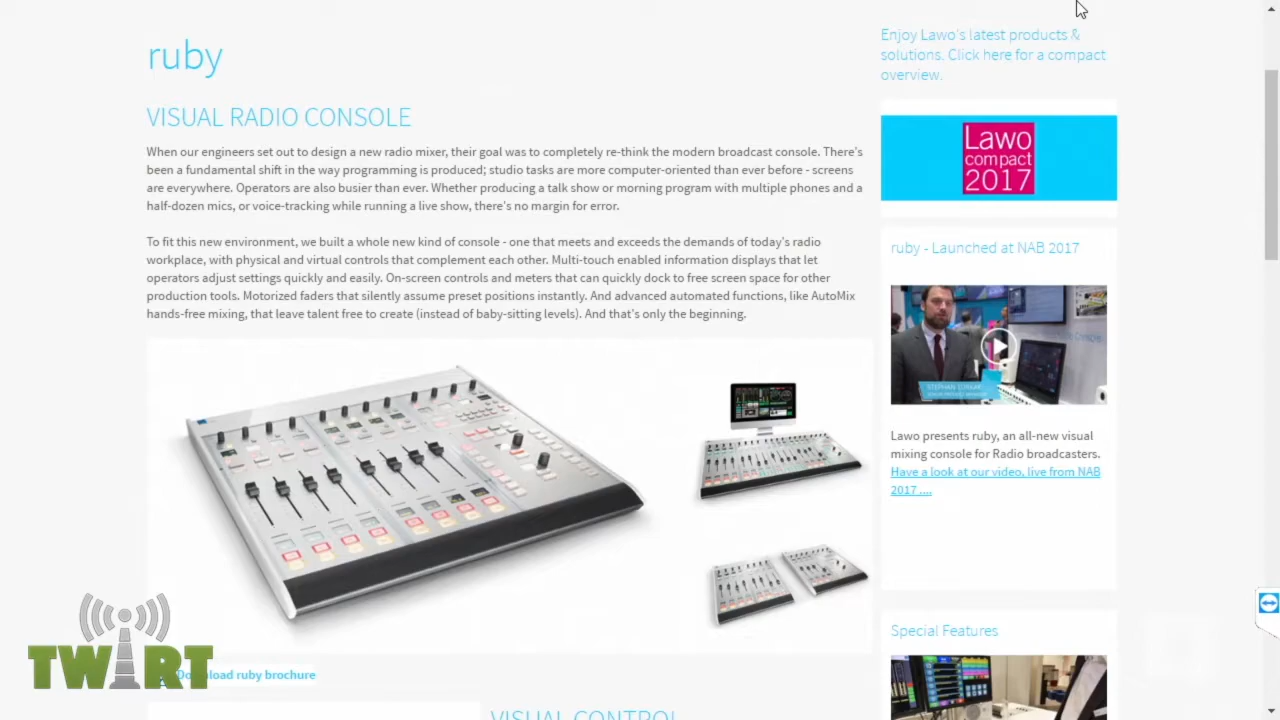 ruby
VISUAL RADIO CONSOLE
When our engineers set out to design a new radio mixer, their goal was to completely re-think the modern broadcast console. There's
been a fundamental shift in the way programming is produced; studio tasks are more computer-oriented than ever before - screens
are everywhere. Operators are also busier than ever. Whether producing a talk show or morning program with multiple phones and a
half-dozen mics, or voice-tracking while running a live show, there's no margin for error.
To fit this new environment, we built a whole new kind of console - one that meets and exceeds the demands of today's radio
workplace, with physical and virtual controls that complement each other. Multi-touch enabled information displays that let
operators adjust settings quickly and easily. On-screen controls and meters that can quickly dock to free screen space for other
production tools. Motorized faders that silently assume preset positions instantly. And advanced automated functions, like AutoMix
hands-free mixing, that leave talent free to create (instead of baby-sitting levels). And that's only the beginning.
ruby brochure
VISUAL CONTROL
TWiRT
Enjoy Lawo's latest products &
solutions. Click here for a compact
overview.
Lawo
compact
2017
ruby - Launched at NAB 2017
Lawo presents ruby, an all-new visual
mixing console for Radio broadcasters.
Have a look at our video, live from NAB
2017 ....
Special Features